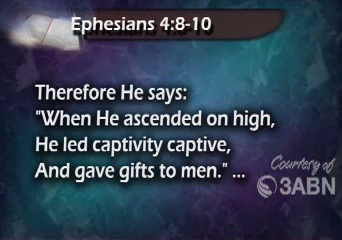 Ephesians 4:8-10
Therefore He says:
"When He ascended on high,
He led captivity captive,
And gave gifts to men." ...
Courtesy of
3ABN